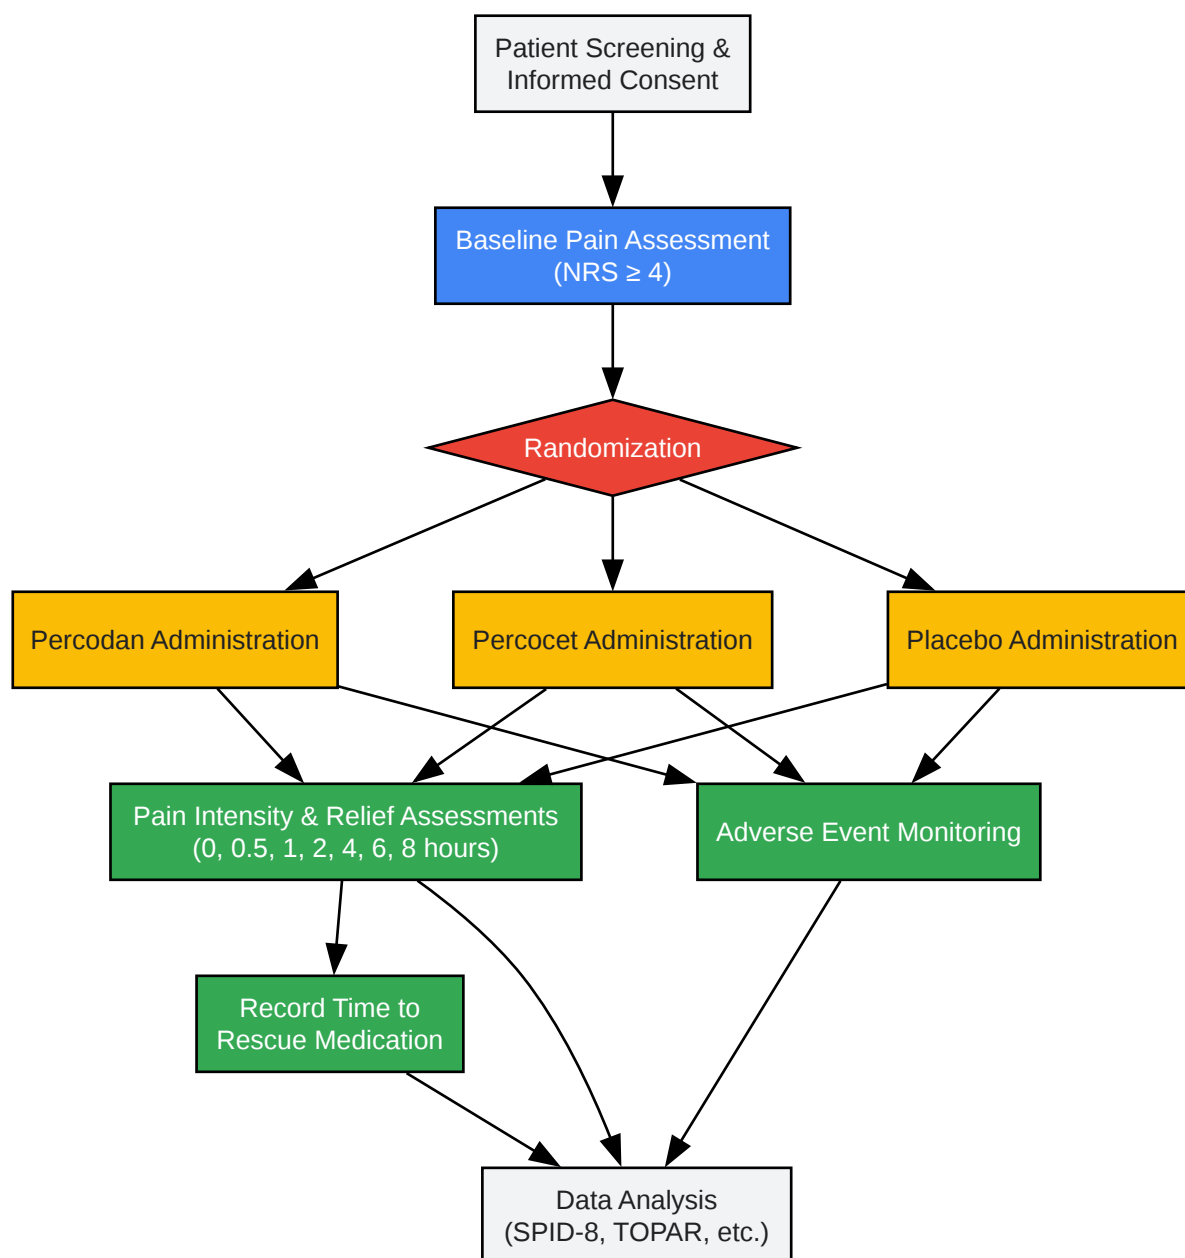 Patient Screening &
Informed Consent
Baseline Pain Assessment
(NRS ≥ 4)
Randomization
Percodan Administration
Percocet Administration
Placebo Administration
Pain Intensity & Relief Assessments
(0, 0.5, 1, 2, 4, 6, 8 hours)
Adverse Event Monitoring
Record Time to
Rescue Medication
Data Analysis
(SPID-8, TOPAR, etc.)